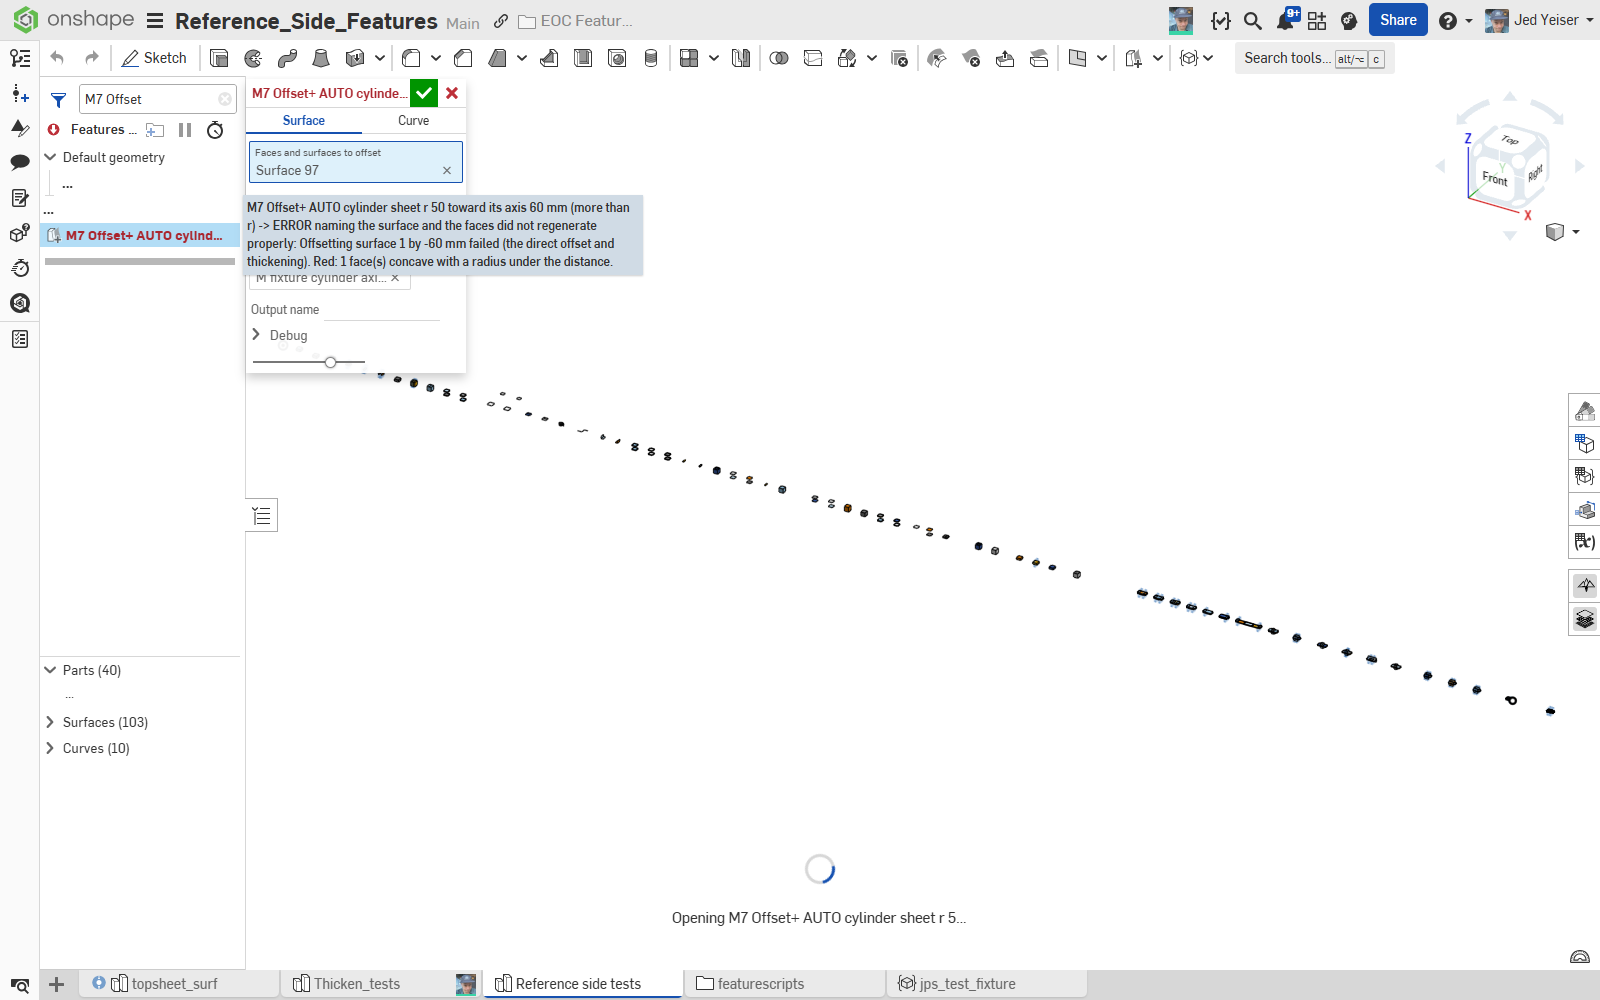 onshape
Reference_Side_Features Main
EOC Featur...
9+
Share
Jed Yeiser
Sketch
Search tools... alt/⌥ c
M7 Offset
Features ...
Default geometry
...
...
M7 Offset+ AUTO cylind...
Parts (40)
...
Surfaces (103)
Curves (10)
M7 Offset+ AUTO cylinde...
Surface
Curve
Faces and surfaces to offset
Surface 97
M7 Offset+ AUTO cylinder sheet r 50 toward its axis 60 mm (more than
r) -> ERROR naming the surface and the faces did not regenerate
properly: Offsetting surface 1 by -60 mm failed (the direct offset and
thickening). Red: 1 face(s) concave with a radius under the distance.
M fixture cylinder axi...
Output name
Debug
Top
Front
Right
Z
Y
X
Opening M7 Offset+ AUTO cylinder sheet r 5...
topsheet_surf
Thicken_tests
Reference side tests
featurescripts
jps_test_fixture